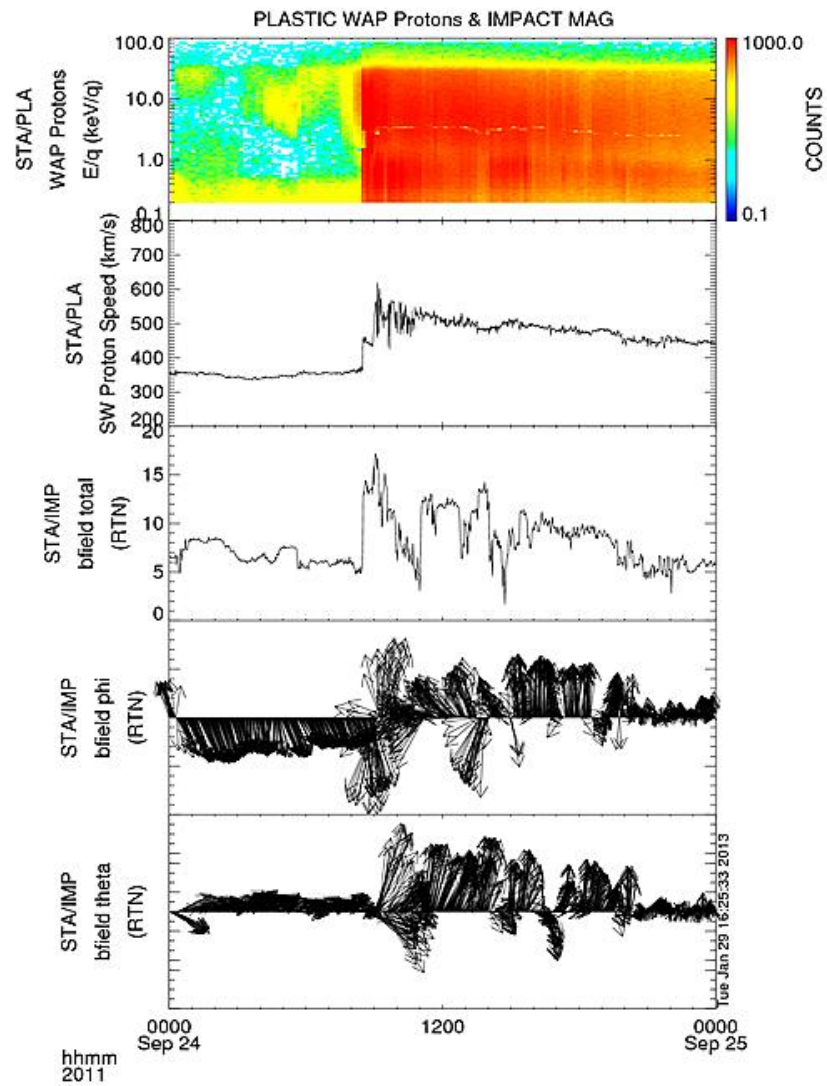 PLASTIC WAP Protons & IMPACT MAG
STA/PLA
WAP Protons
E/q (keV/q)
100.0
10.0
1.0
0.1
1000.0
0.1
COUNTS
STA/PLA
SW Proton Speed (km/s)
800
700
600
500
400
300
200
STA/IMP
bfield total
(RTN)
20
15
10
5
0
STA/IMP
bfield phi
(RTN)
STA/IMP
bfield theta
(RTN)
Tue Jan 29 16:25:33 2013
0000
Sep 24
1200
0000
Sep 25
hhmm
2011